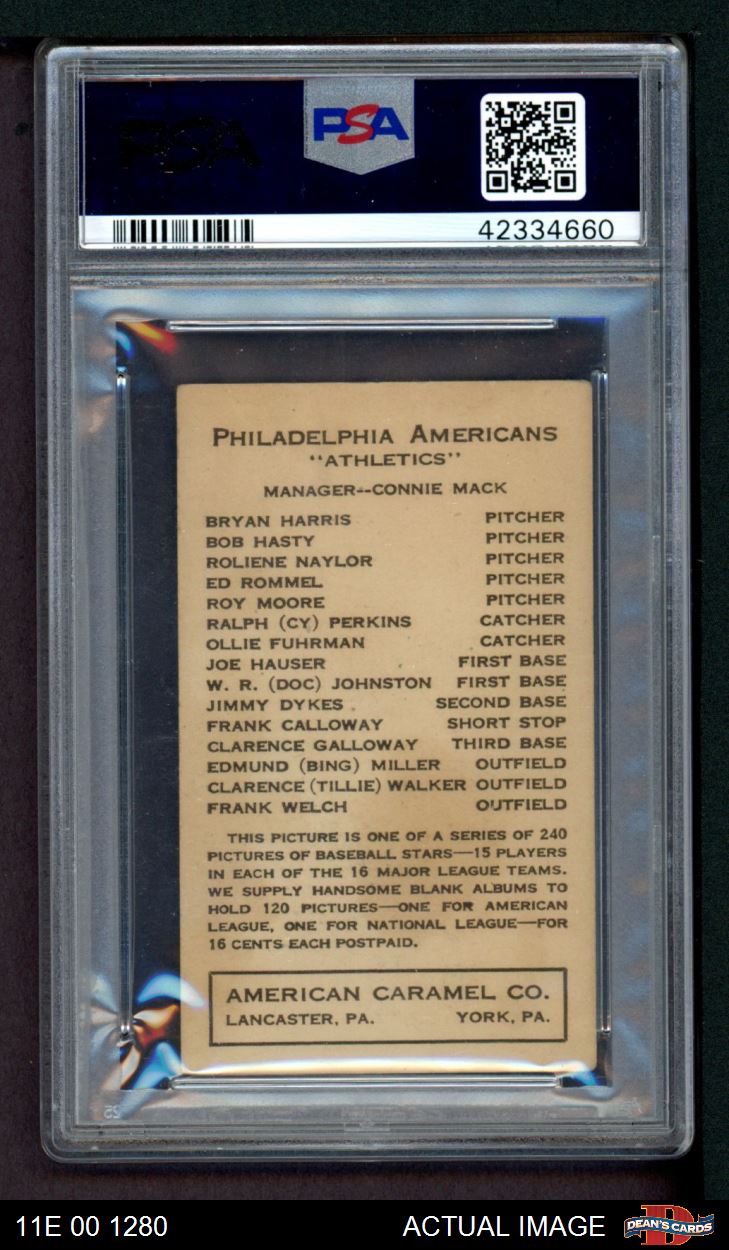 PSA
PSA
42334660
PHILADELPHIA AMERICANS
"ATHLETICS"
MANAGER--CONNIE MACK
BRYAN HARRIS PITCHER
BOB HASTY PITCHER
ROLIENE NAYLOR PITCHER
ED ROMMEL PITCHER
ROY MOORE PITCHER
RALPH (CY) PERKINS CATCHER
OLLIE FUHRMAN CATCHER
JOE HAUSER FIRST BASE
W. R. (DOC) JOHNSTON FIRST BASE
JIMMY DYKES SECOND BASE
FRANK CALLOWAY SHORT STOP
CLARENCE GALLOWAY THIRD BASE
EDMUND (BING) MILLER OUTFIELD
CLARENCE (TILLIE) WALKER OUTFIELD
FRANK WELCH OUTFIELD
THIS PICTURE IS ONE OF A SERIES OF 240
PICTURES OF BASEBALL STARS—15 PLAYERS
IN EACH OF THE 16 MAJOR LEAGUE TEAMS.
WE SUPPLY HANDSOME BLANK ALBUMS TO
HOLD 120 PICTURES—ONE FOR AMERICAN
LEAGUE, ONE FOR NATIONAL LEAGUE—FOR
16 CENTS EACH POSTPAID.
AMERICAN CARAMEL CO.
LANCASTER, PA. YORK, PA.
11E 00 1280 ACTUAL IMAGE DEAN'S CARDS